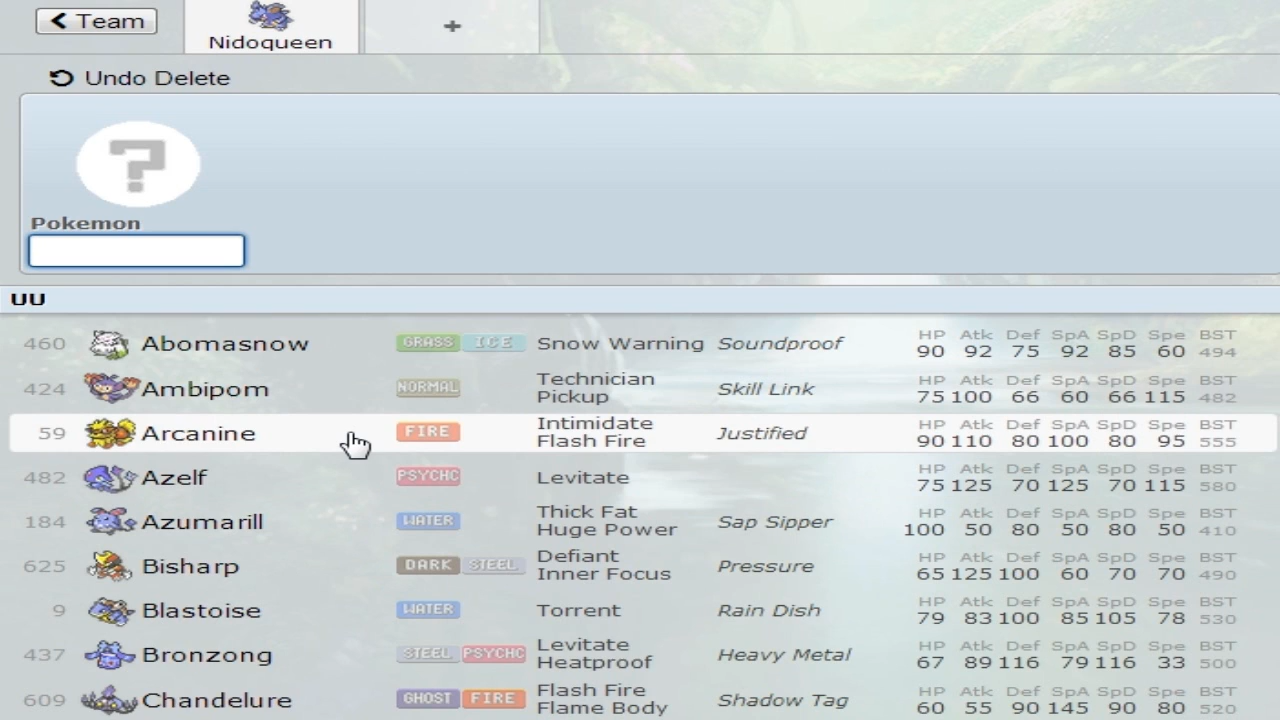 Team
Nidoqueen
+
Undo Delete
?
Pokemon
UU
460 Abomasnow GRASS ICE Snow Warning Soundproof HP 90 Atk 92 Def 75 SpA 92 SpD 85 Spe 60 BST 494
424 Ambipom NORMAL Technician Pickup Skill Link HP 75 Atk 100 Def 66 SpA 60 SpD 66 Spe 115 BST 482
59 Arcanine FIRE Intimidate Flash Fire Justified HP 90 Atk 110 Def 80 SpA 100 SpD 80 Spe 95 BST 555
482 Azelf PSYCHC Levitate HP 75 Atk 125 Def 70 SpA 125 SpD 70 Spe 115 BST 580
184 Azumarill WATER Thick Fat Huge Power Sap Sipper HP 100 Atk 50 Def 80 SpA 50 SpD 80 Spe 50 BST 410
625 Bisharp DARK STEEL Defiant Inner Focus Pressure HP 65 Atk 125 Def 100 SpA 60 SpD 70 Spe 70 BST 490
9 Blastoise WATER Torrent Rain Dish HP 79 Atk 83 Def 100 SpA 85 SpD 105 Spe 78 BST 530
437 Bronzong STEEL PSYCHC Levitate Heatproof Heavy Metal HP 67 Atk 89 Def 116 SpA 79 SpD 116 Spe 33 BST 500
609 Chandelure GHOST FIRE Flash Fire Flame Body Shadow Tag HP 60 Atk 55 Def 90 SpA 145 SpD 90 Spe 80 BST 520